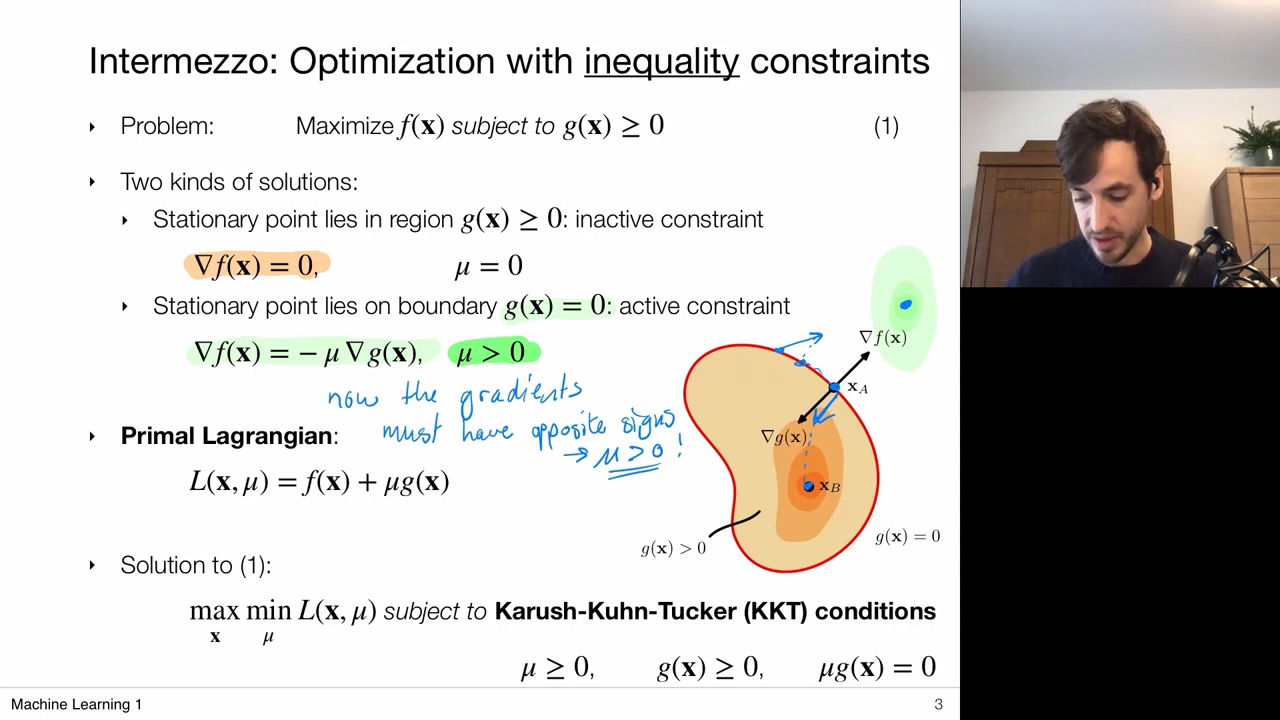 Intermezzo: Optimization with inequality constraints
‣ Problem: Maximize f(x) subject to g(x) ≥ 0 (1)
‣ Two kinds of solutions:
‣ Stationary point lies in region g(x) ≥ 0: inactive constraint
∇f(x) = 0, μ = 0
‣ Stationary point lies on boundary g(x) = 0: active constraint
∇f(x) = − μ ∇g(x), μ > 0
now the gradients
must have opposite signs
→ μ > 0 !
‣ Primal Lagrangian:
L(x, μ) = f(x) + μg(x)
∇f(x)
x_A
∇g(x)
x_B
g(x) > 0
g(x) = 0
‣ Solution to (1):
max min L(x, μ) subject to Karush-Kuhn-Tucker (KKT) conditions
x μ
μ ≥ 0, g(x) ≥ 0, μg(x) = 0
Machine Learning 1 3